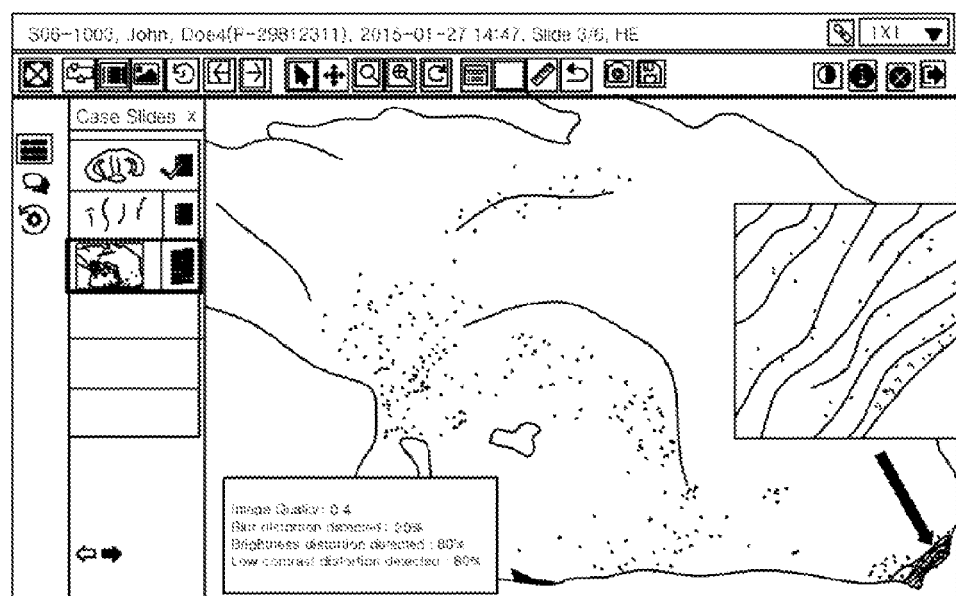 S06-1003, John, Doe4(P-29812311), 2015-01-27 14:47, Slide 3/6, HE
1X1
Case Slides x
Image Quality: 0.4
Blur distortion detected: 20%
Brightness distortion detected : 80%
Low contrast distortion detected : 80%